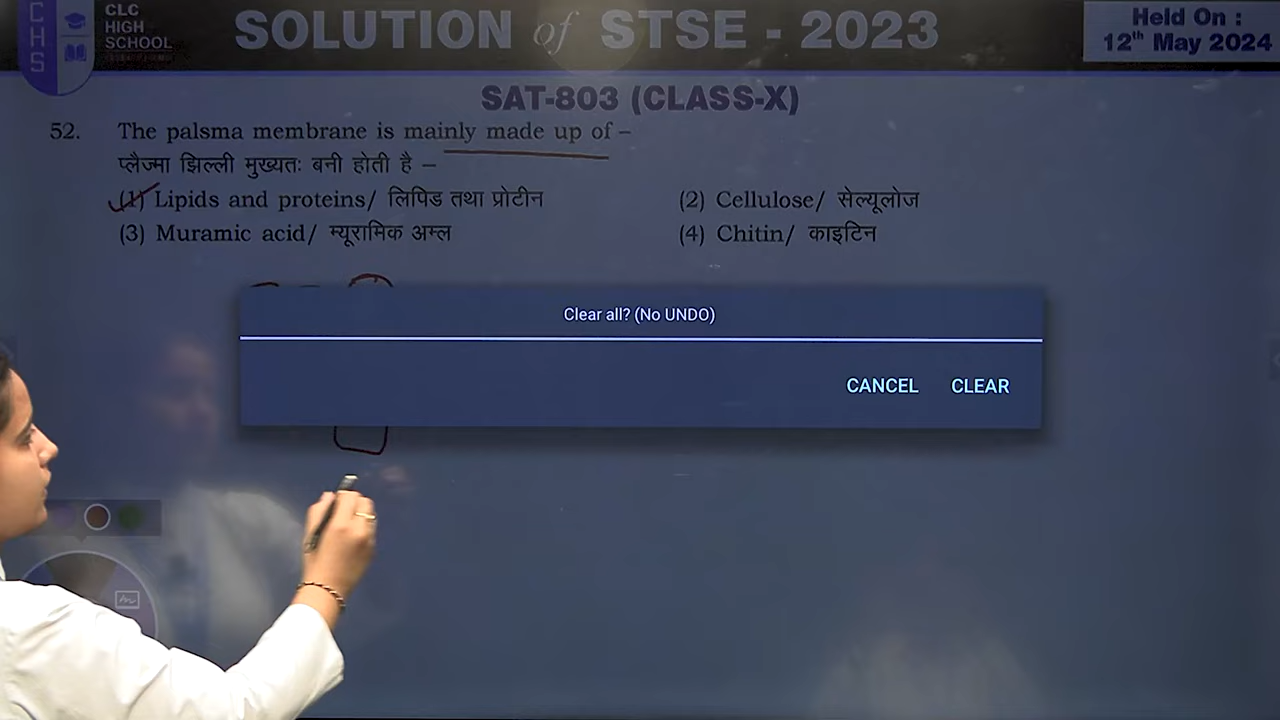 CHS
CLC
HIGH
SCHOOL
SOLUTION of STSE - 2023
Held On :
12th May 2024
SAT-803 (CLASS-X)
52. The palsma membrane is mainly made up of –
प्लैज्मा झिल्ली मुख्यतः बनी होती है –
(1) Lipids and proteins/ लिपिड तथा प्रोटीन (2) Cellulose/ सेल्यूलोज
(3) Muramic acid/ म्यूरामिक अम्ल (4) Chitin/ काइटिन
Clear all? (No UNDO)
CANCEL CLEAR